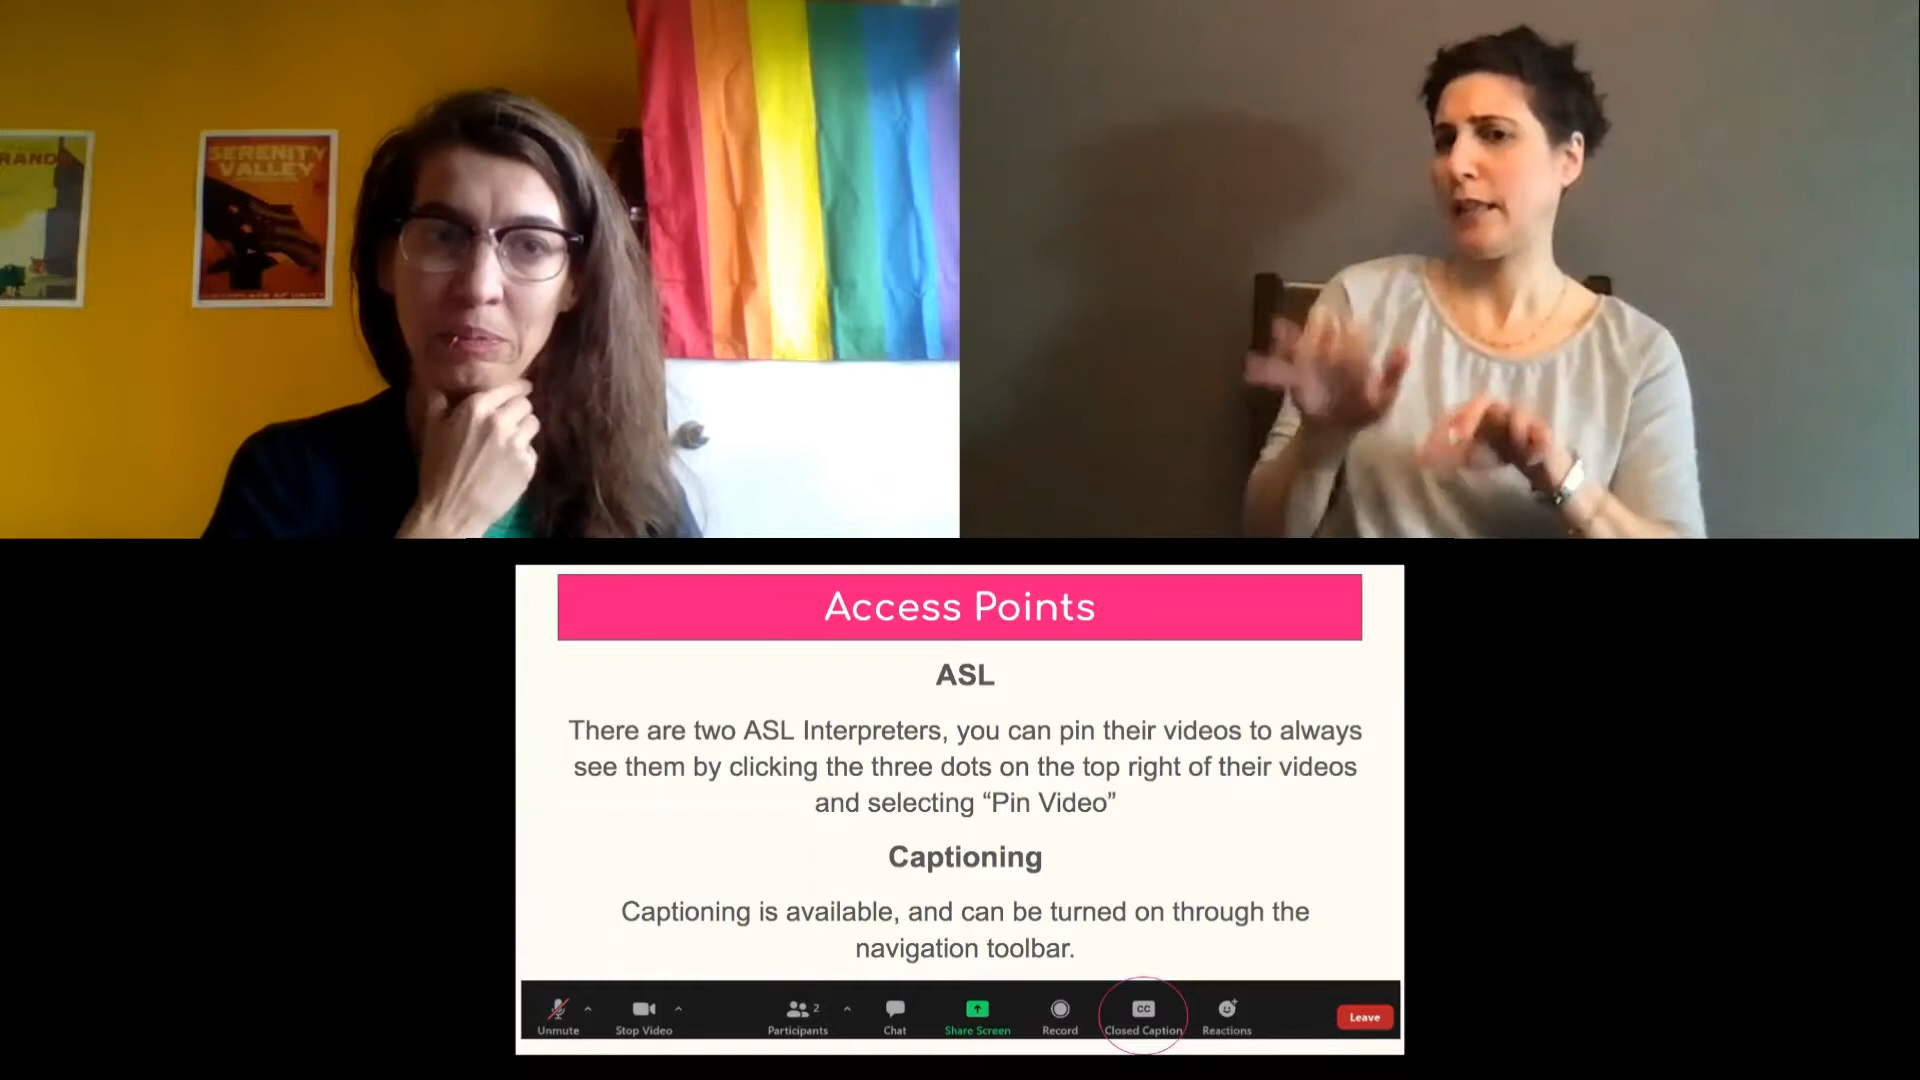 RAND
SERENITY
VALLEY
Access Points
ASL
There are two ASL Interpreters, you can pin their videos to always
see them by clicking the three dots on the top right of their videos
and selecting “Pin Video”
Captioning
Captioning is available, and can be turned on through the
navigation toolbar.
2
Unmute
Stop Video
Participants
Chat
Share Screen
Record
CC
Closed Caption
Reactions
Leave